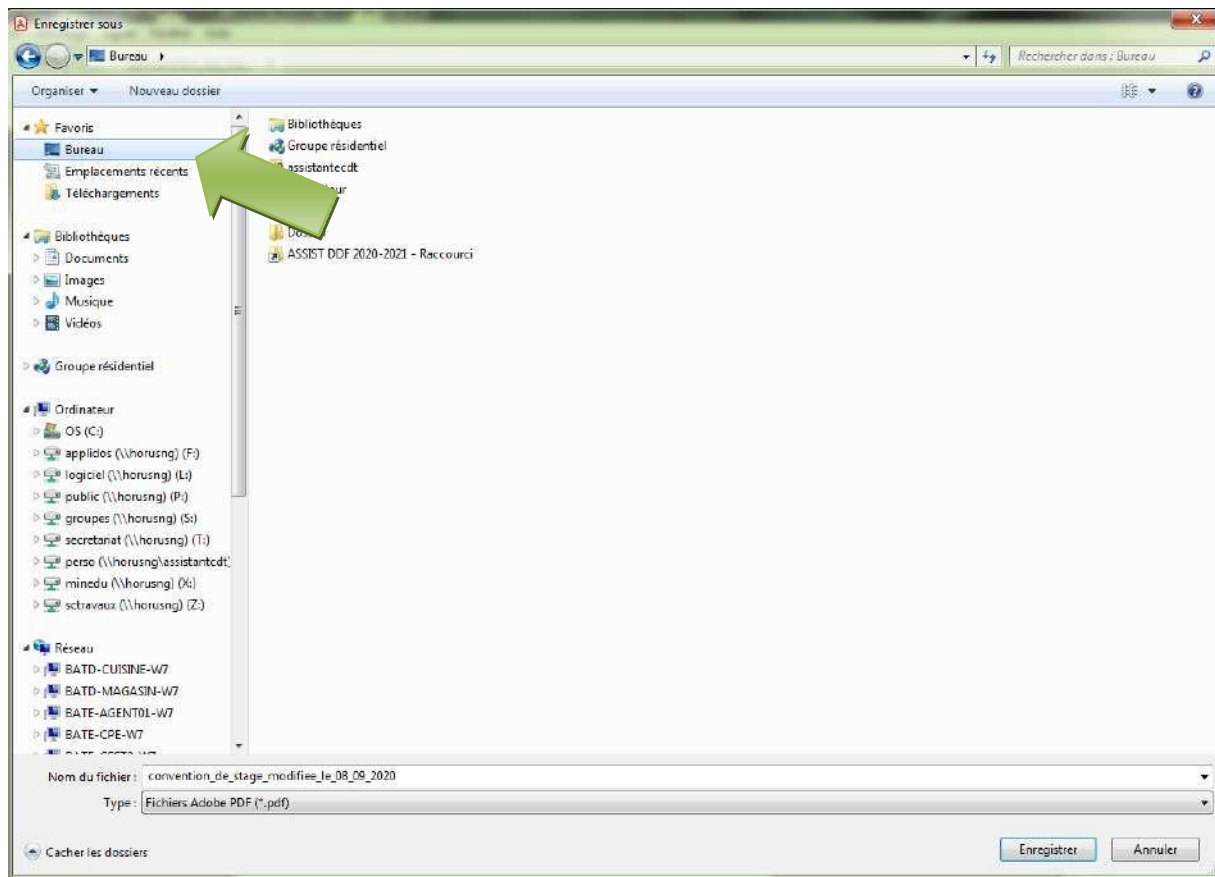 Enregistrer sous
Bureau
Rechercher dans : Bureau
Organiser
Nouveau dossier
Favoris
Bureau
Emplacements récents
Téléchargements
Bibliothèques
Documents
Images
Musique
Vidéos
Groupe résidentiel
Ordinateur
OS (C:)
applidos (\\horusng) (F:)
logiciel (\\horusng) (L:)
public (\\horusng) (P:)
groupes (\\horusng) (S:)
secretariat (\\horusng) (T:)
perso (\\horusng\assistantcdt)
minedu (\\horusng) (X:)
sctravaux (\\horusng) (Z:)
Réseau
BATD-CUISINE-W7
BATD-MAGASIN-W7
BATE-AGENT01-W7
BATE-CPE-W7
Bibliothèques
Groupe résidentiel
assistantecdt
ASSIST DDF 2020-2021 - Raccourci
Nom du fichier : convention_de_stage_modifiee_le_08_09_2020
Type : Fichiers Adobe PDF (*.pdf)
Cacher les dossiers
Enregistrer
Annuler